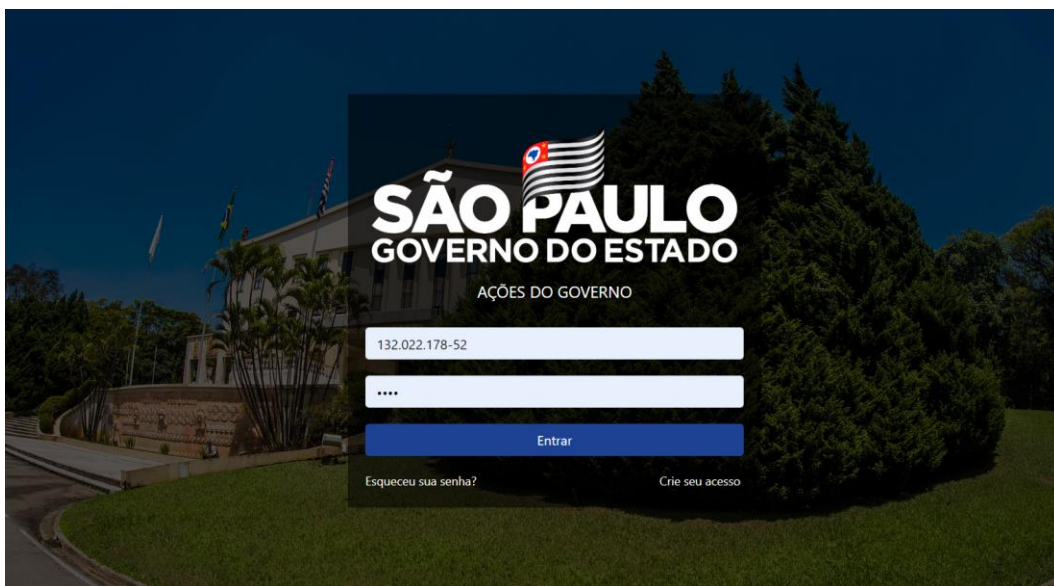 SÃO PAULO
GOVERNO DO ESTADO
AÇÕES DO GOVERNO
132.022.178-52
••••
Entrar
Esqueceu sua senha?
Crie seu acesso